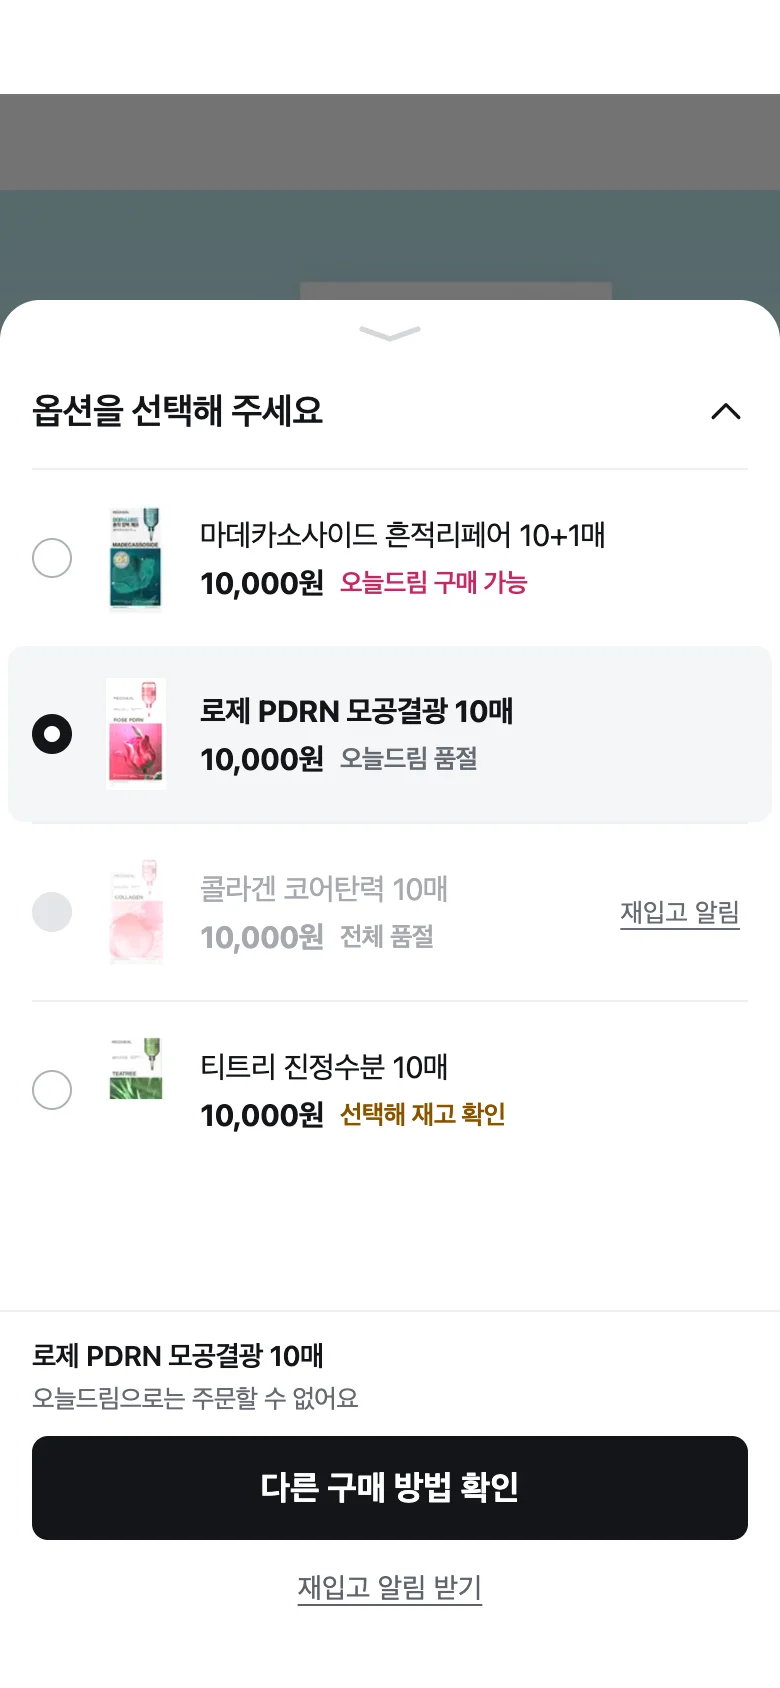 옵션을 선택해 주세요
마데카소사이드 흔적리페어 10+1매
10,000원 오늘드림 구매 가능
MADECASSOSIDE
로제 PDRN 모공결광 10매
10,000원 오늘드림 품절
ROSE PDRN
콜라겐 코어탄력 10매
10,000원 전체 품절
재입고 알림
COLLAGEN
티트리 진정수분 10매
10,000원 선택해 재고 확인
TEATREE
로제 PDRN 모공결광 10매
오늘드림으로는 주문할 수 없어요
다른 구매 방법 확인
재입고 알림 받기